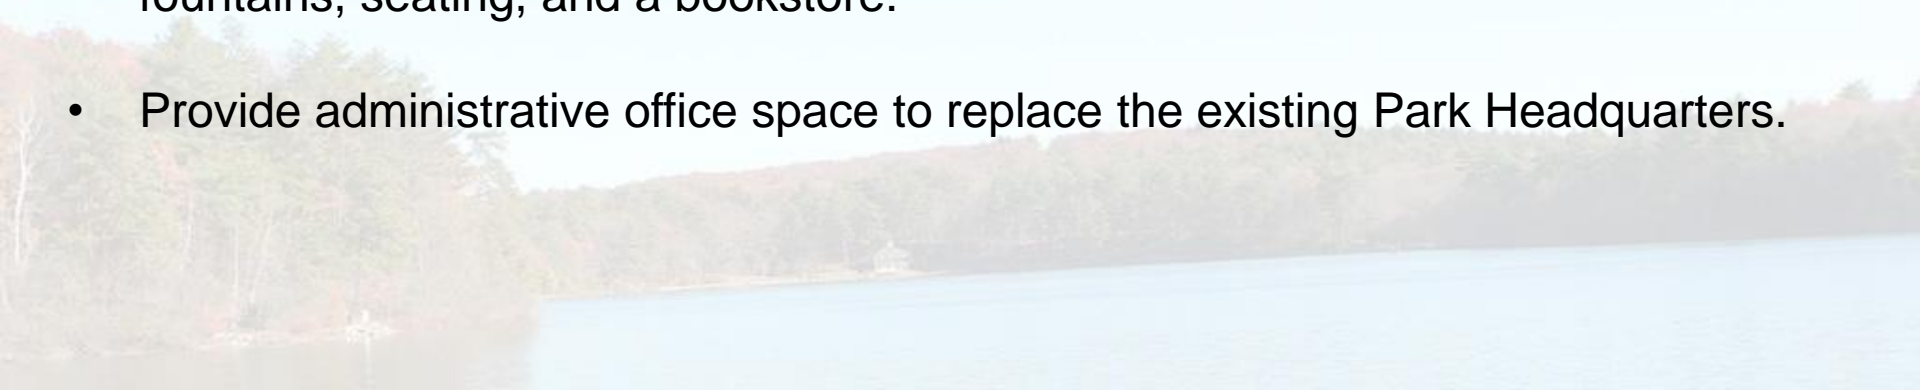 fountains, seating, and a bookstore.
• Provide administrative office space to replace the existing Park Headquarters.